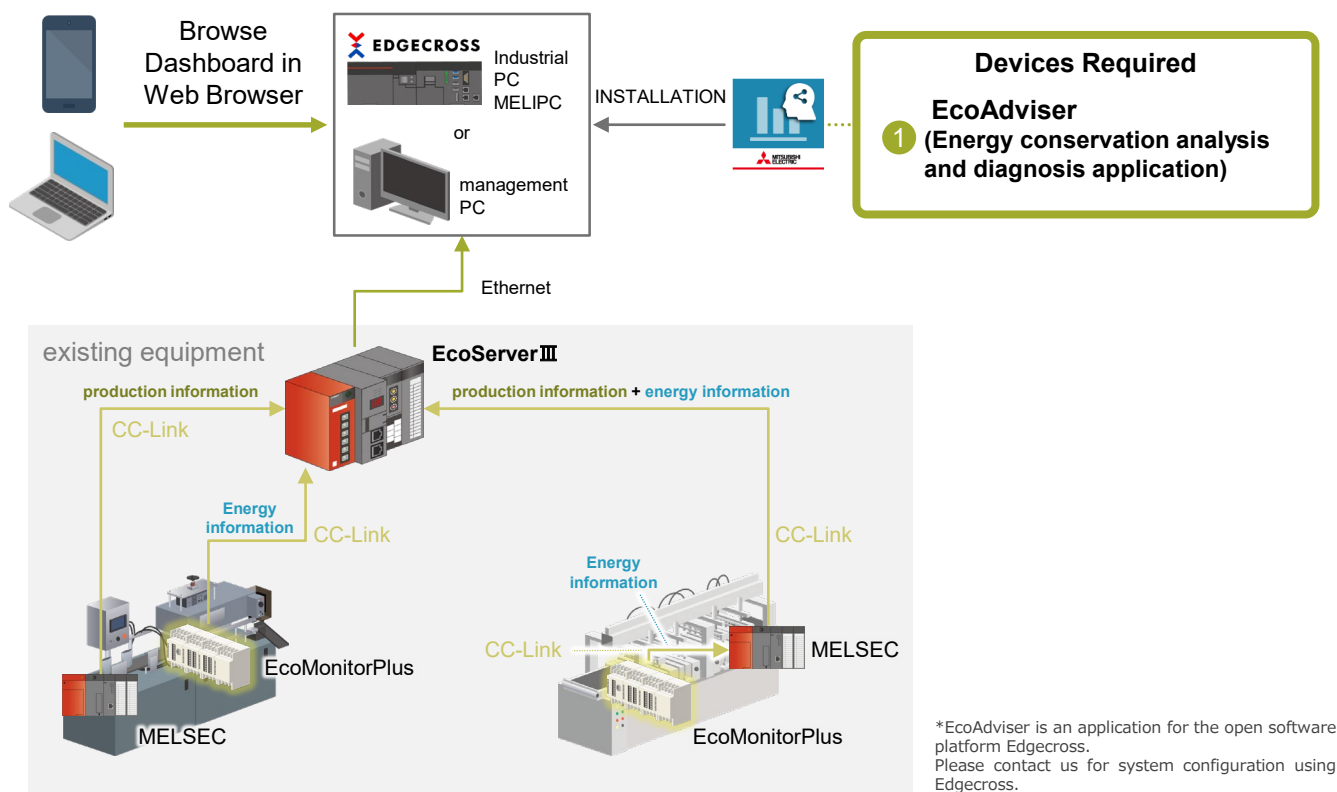 Browse
Dashboard in
Web Browser
EDGECROSS
Industrial
PC
MELIPC
or
management
PC
INSTALLATION
MITSUBISHI
ELECTRIC
Devices Required
1
EcoAdviser
(Energy conservation analysis
and diagnosis application)
Ethernet
existing equipment
EcoServerⅢ
production information
production information + energy information
CC-Link
Energy
information
CC-Link
CC-Link
Energy
information
CC-Link
MELSEC
EcoMonitorPlus
MELSEC
EcoMonitorPlus
*EcoAdviser is an application for the open software
platform Edgecross.
Please contact us for system configuration using
Edgecross.